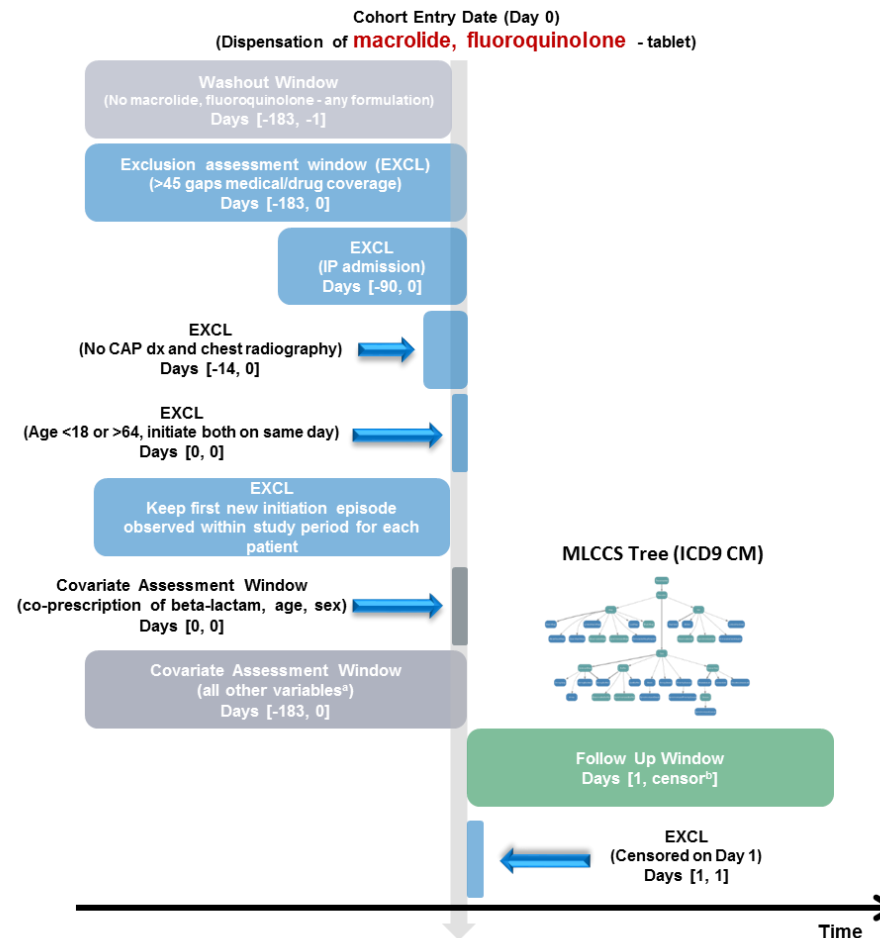 Cohort Entry Date (Day 0)
(Dispensation of macrolide, fluoroquinolone - tablet)
Washout Window
(No macrolide, fluoroquinolone - any formulation)
Days [-183, -1]
Exclusion assessment window (EXCL)
(>45 gaps medical/drug coverage)
Days [-183, 0]
EXCL
(IP admission)
Days [-90, 0]
EXCL
(No CAP dx and chest radiography)
Days [-14, 0]
EXCL
(Age <18 or >64, initiate both on same day)
Days [0, 0]
EXCL
Keep first new initiation episode
observed within study period for each
patient
MLCCS Tree (ICD9 CM)
Covariate Assessment Window
(co-prescription of beta-lactam, age, sex)
Days [0, 0]
Covariate Assessment Window
(all other variablesᵃ)
Days [-183, 0]
Follow Up Window
Days [1, censorᵇ]
EXCL
(Censored on Day 1)
Days [1, 1]
Time